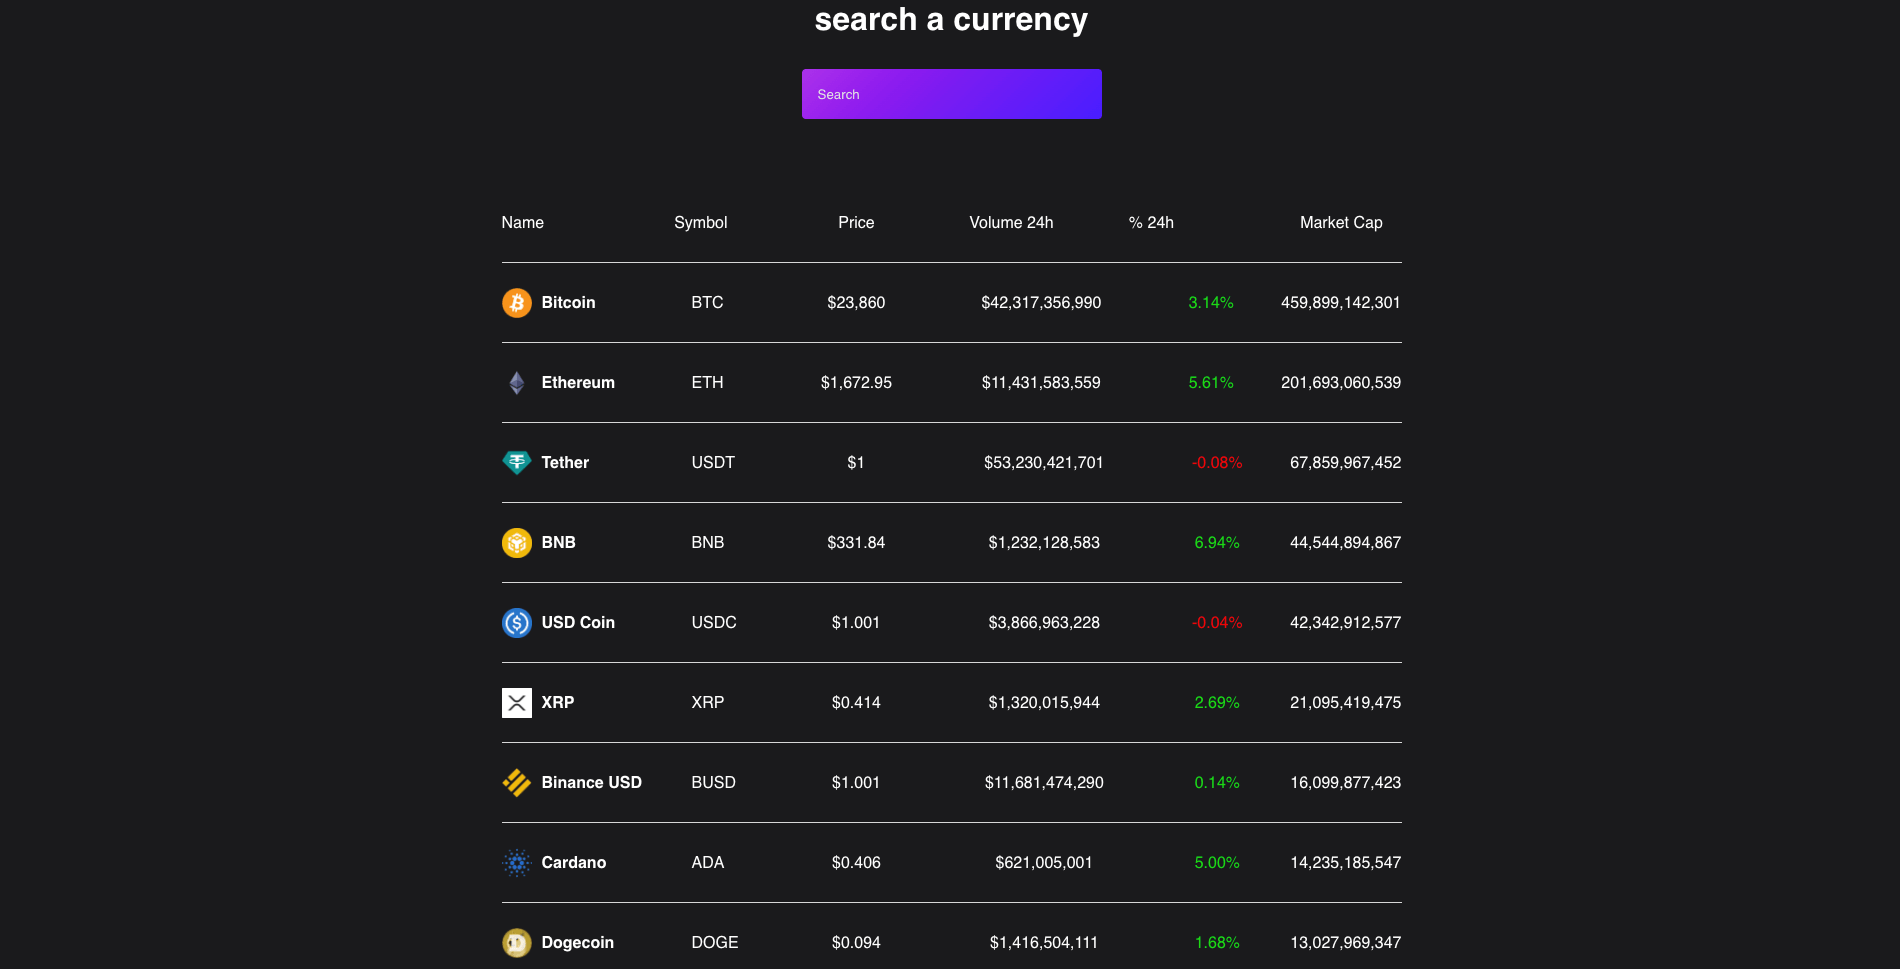 search a currency
Search
Name Symbol Price Volume 24h % 24h Market Cap
Bitcoin BTC $23,860 $42,317,356,990 3.14% 459,899,142,301
Ethereum ETH $1,672.95 $11,431,583,559 5.61% 201,693,060,539
Tether USDT $1 $53,230,421,701 -0.08% 67,859,967,452
BNB BNB $331.84 $1,232,128,583 6.94% 44,544,894,867
USD Coin USDC $1.001 $3,866,963,228 -0.04% 42,342,912,577
XRP XRP $0.414 $1,320,015,944 2.69% 21,095,419,475
Binance USD BUSD $1.001 $11,681,474,290 0.14% 16,099,877,423
Cardano ADA $0.406 $621,005,001 5.00% 14,235,185,547
Dogecoin DOGE $0.094 $1,416,504,111 1.68% 13,027,969,347